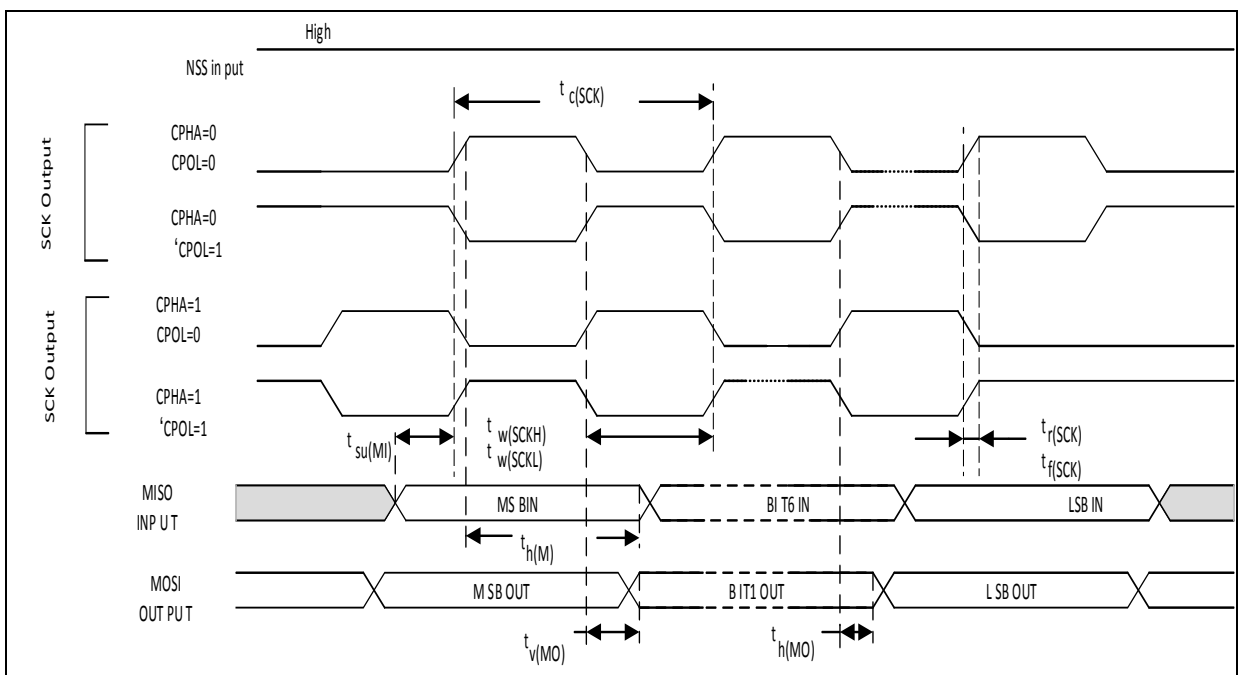 High
NSS in put
t c(SCK)
SCK Output
CPHA=0
CPOL=0
CPHA=0
‘CPOL=1
SCK Output
CPHA=1
CPOL=0
CPHA=1
‘CPOL=1
t su(MI)
t w(SCKH)
t w(SCKL)
t r(SCK)
t f(SCK)
MISO
INP U T
MS BIN
BI T6 IN
LSB IN
t h(M)
MOSI
OUT PU T
M SB OUT
B IT1 OUT
L SB OUT
t v(MO)
t h(MO)